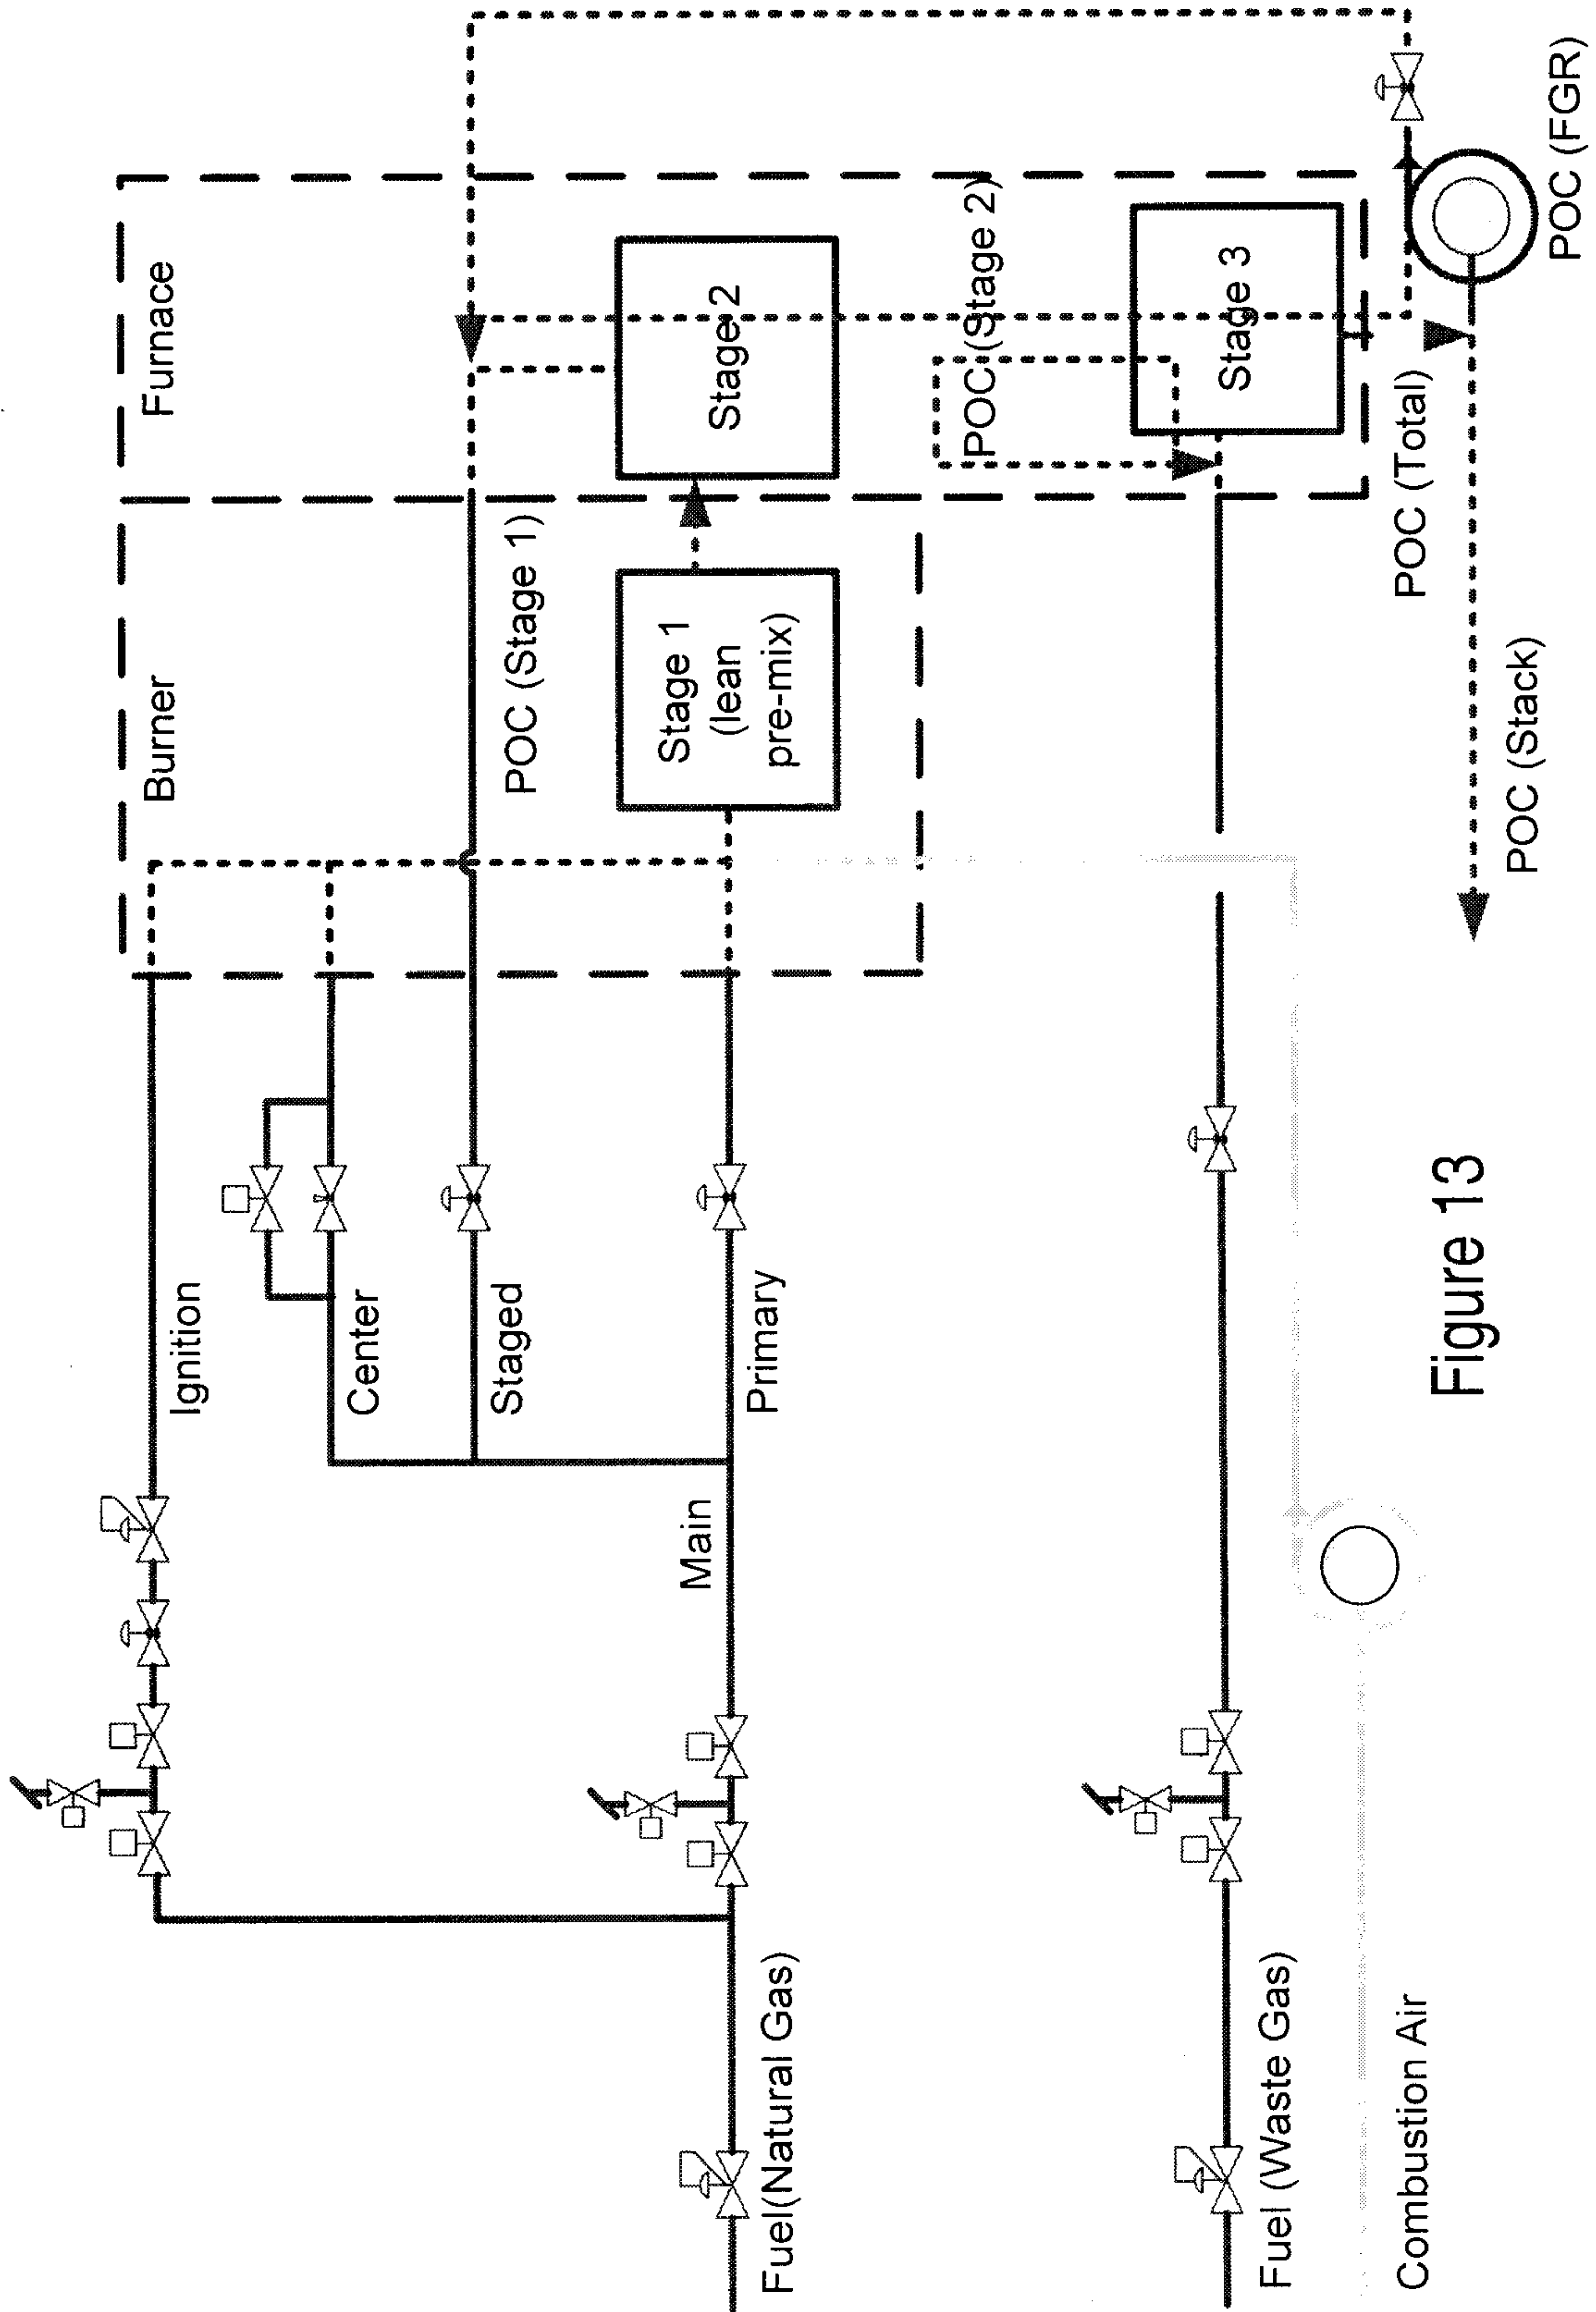 Furnace
Burner
Ignition
Center
Staged
Primary
Main
Fuel(Natural Gas)
POC (Stage 1)
Stage 1
(lean
pre-mix)
Stage 2
POC (Stage 2)
Stage 3
Fuel (Waste Gas)
Combustion Air
POC (Total)
POC (Stack)
POC (FGR)
Figure 13